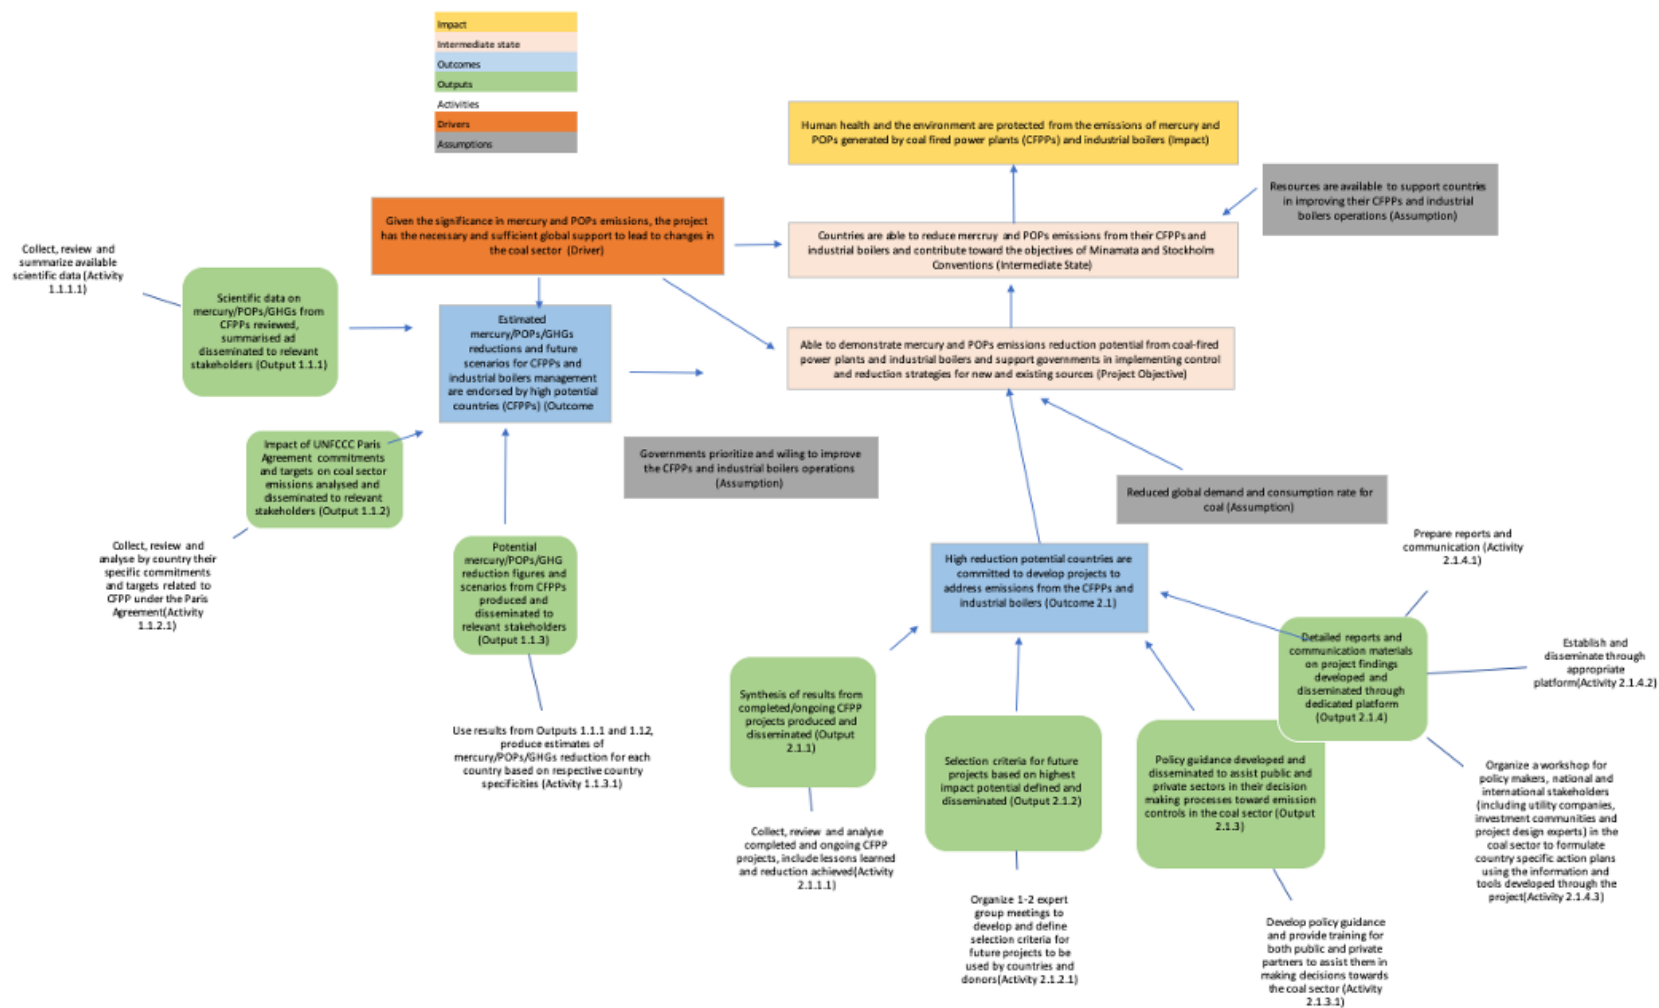 Impact
Intermediate state
Outcomes
Outputs
Activities
Drivers
Assumptions
Human health and the environment are protected from the emissions of mercury and
POPs generated by coal fired power plants (CFPPs) and industrial boilers (Impact)
Resources are available to support countries
in improving their CFPPs and industrial
boilers operations (Assumption)
Given the significance in mercury and POPs emissions, the project
has the necessary and sufficient global support to lead to changes in
the coal sector (Driver)
Countries are able to reduce mercruy and POPs emissions from their CFPPs and
industrial boilers and contribute toward the objectives of Minamata and Stockholm
Conventions (Intermediate State)
Collect, review and
summarize available
scientific data (Activity
1.1.1.1)
Scientific data on
mercury/POPs/GHGs from
CFPPs reviewed,
summarised ad
disseminated to relevant
stakeholders (Output 1.1.1)
Estimated
mercury/POPs/GHGs
reductions and future
scenarios for CFPPs and
industrial boilers management
are endorsed by high potential
countries (CFPPs) (Outcome
Able to demonstrate mercury and POPs emissions reduction potential from coal-fired
power plants and industrial boilers and support governments in implementing control
and reduction strategies for new and existing sources (Project Objective)
Impact of UNFCCC Paris
Agreement commitments
and targets on coal sector
emissions analysed and
disseminated to relevant
stakeholders (Output 1.1.2)
Governments prioritize and wiling to improve
the CFPPs and industrial boilers operations
(Assumption)
Reduced global demand and consumption rate for
coal (Assumption)
Collect, review and
analyse by country their
specific commitments
and targets related to
CFPP under the Paris
Agreement(Activity
1.1.2.1)
Potential
mercury/POPs/GHG
reduction figures and
scenarios from CFPPs
produced and
disseminated to
relevant stakeholders
(Output 1.1.3)
High reduction potential countries are
committed to develop projects to
address emissions from the CFPPs and
industrial boilers (Outcome 2.1)
Prepare reports and
communication (Activity
2.1.4.1)
Detailed reports and
communication materials
on project findings
developed and
disseminated through
dedicated platform
(Output 2.1.4)
Establish and
disseminate through
appropriate
platform(Activity 2.1.4.2)
Use results from Outputs 1.1.1 and 1.12,
produce estimates of
mercury/POPs/GHGs reduction for each
country based on respective country
specificities (Activity 1.1.3.1)
Synthesis of results from
completed/ongoing CFPP
projects produced and
disseminated (Output
2.1.1)
Selection criteria for future
projects based on highest
impact potential defined and
disseminated (Output 2.1.2)
Policy guidance developed and
disseminated to assist public and
private sectors in their decision
making processes toward emission
controls in the coal sector (Output
2.1.3)
Organize a workshop for
policy makers, national and
international stakeholders
(including utility companies,
investment communities and
project design experts) in the
coal sector to formulate
country specific action plans
using the information and
tools developed through the
project(Activity 2.1.4.3)
Collect, review and analyse
completed and ongoing CFPP
projects, include lessons learned
and reduction achieved(Activity
2.1.1.1)
Organize 1-2 expert
group meetings to
develop and define
selection criteria for
future projects to be
used by countries and
donors(Activity 2.1.2.1)
Develop policy guidance
and provide training for
both public and private
partners to assist them in
making decisions towards
the coal sector (Activity
2.1.3.1)